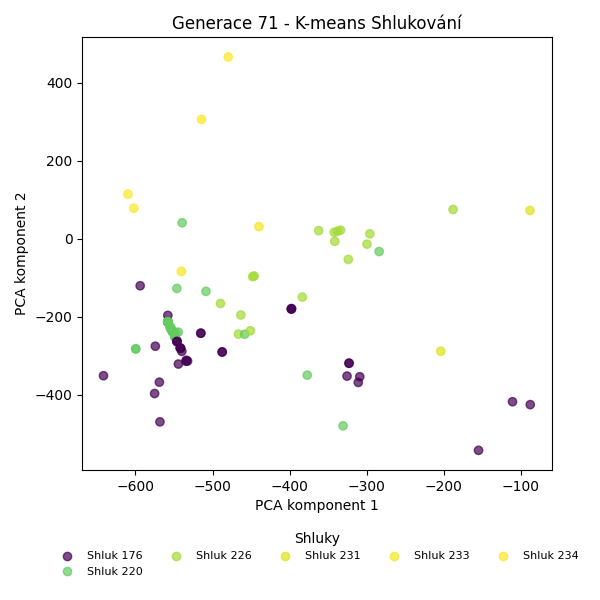 Generace 71 - K-means Shlukování
400
200
0
−200
−400
PCA komponent 2
−600 −500 −400 −300 −200 −100
PCA komponent 1
Shluky
Shluk 176 Shluk 226 Shluk 231 Shluk 233 Shluk 234
Shluk 220